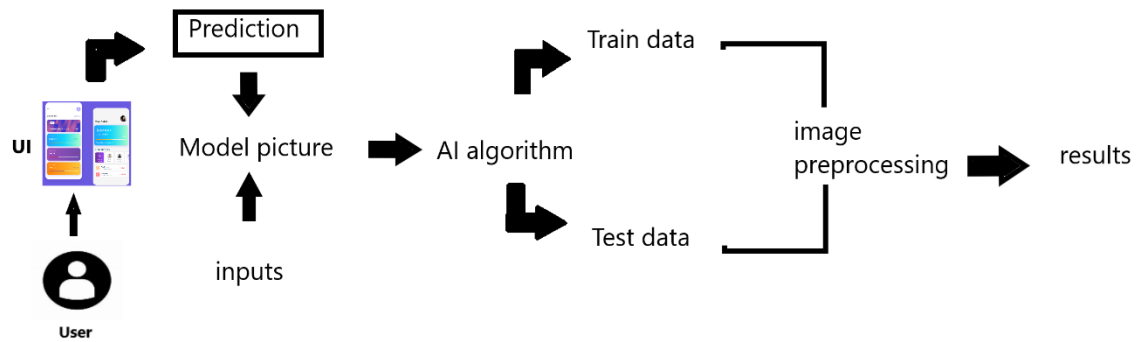 Prediction
Train data
UI
Model picture
AI algorithm
image
preprocessing
results
Test data
inputs
User